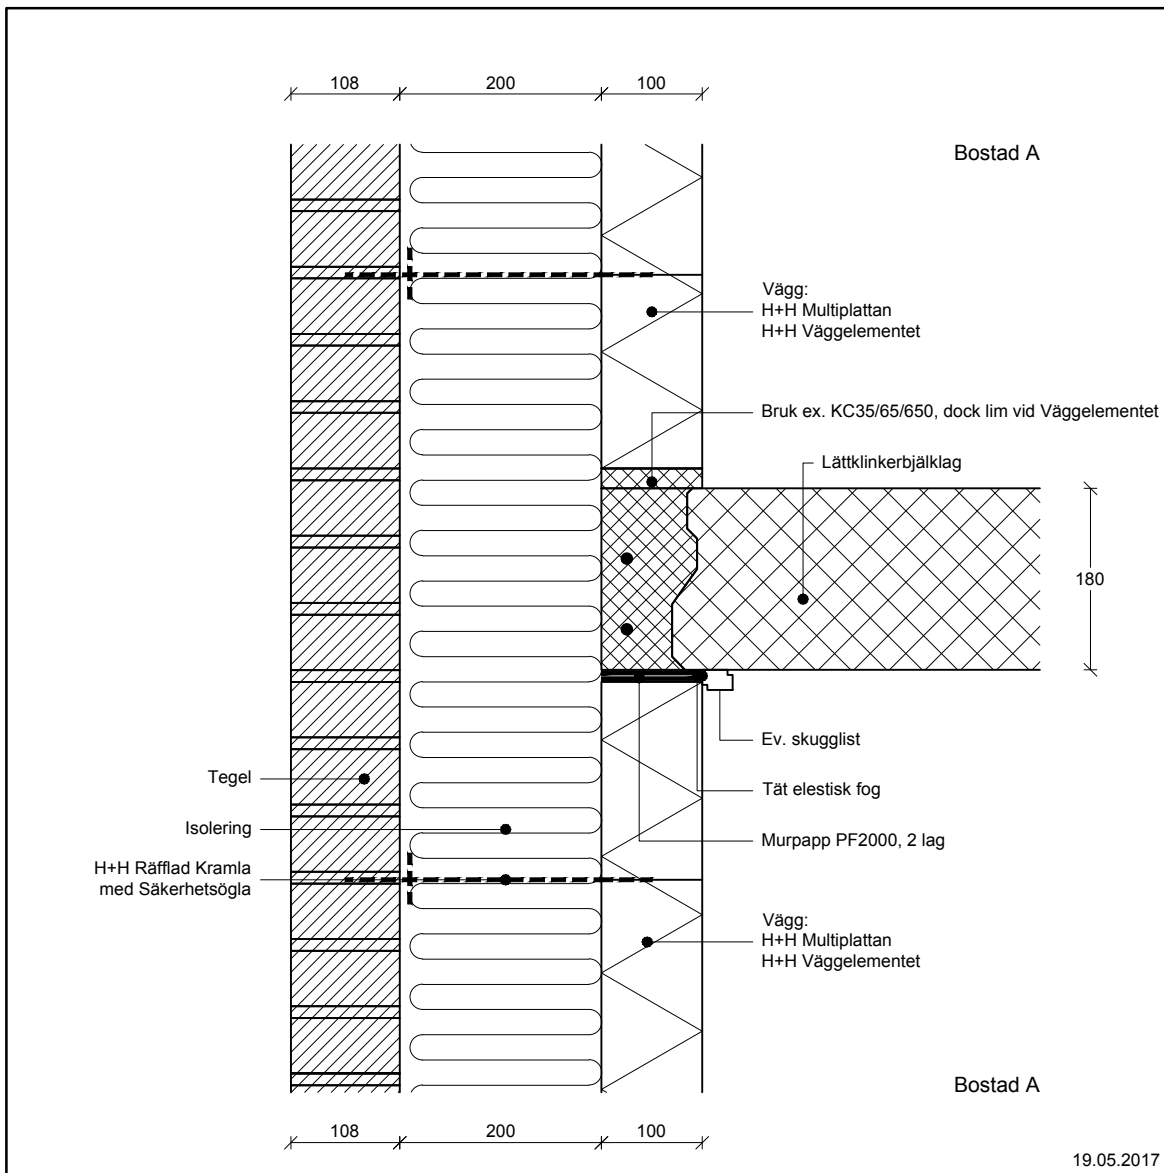 108
200
100
Bostad A
Vägg:
H+H Multiplattan
H+H Väggelementet
Bruk ex. KC35/65/650, dock lim vid Väggelementet
Lättklinkerbjälklag
180
Ev. skugglist
Tegel
Tät elestisk fog
Isolering
Murpapp PF2000, 2 lag
H+H Räfflad Kramla
med Säkerhetsögla
Vägg:
H+H Multiplattan
H+H Väggelementet
Bostad A
108
200
100
19.05.2017